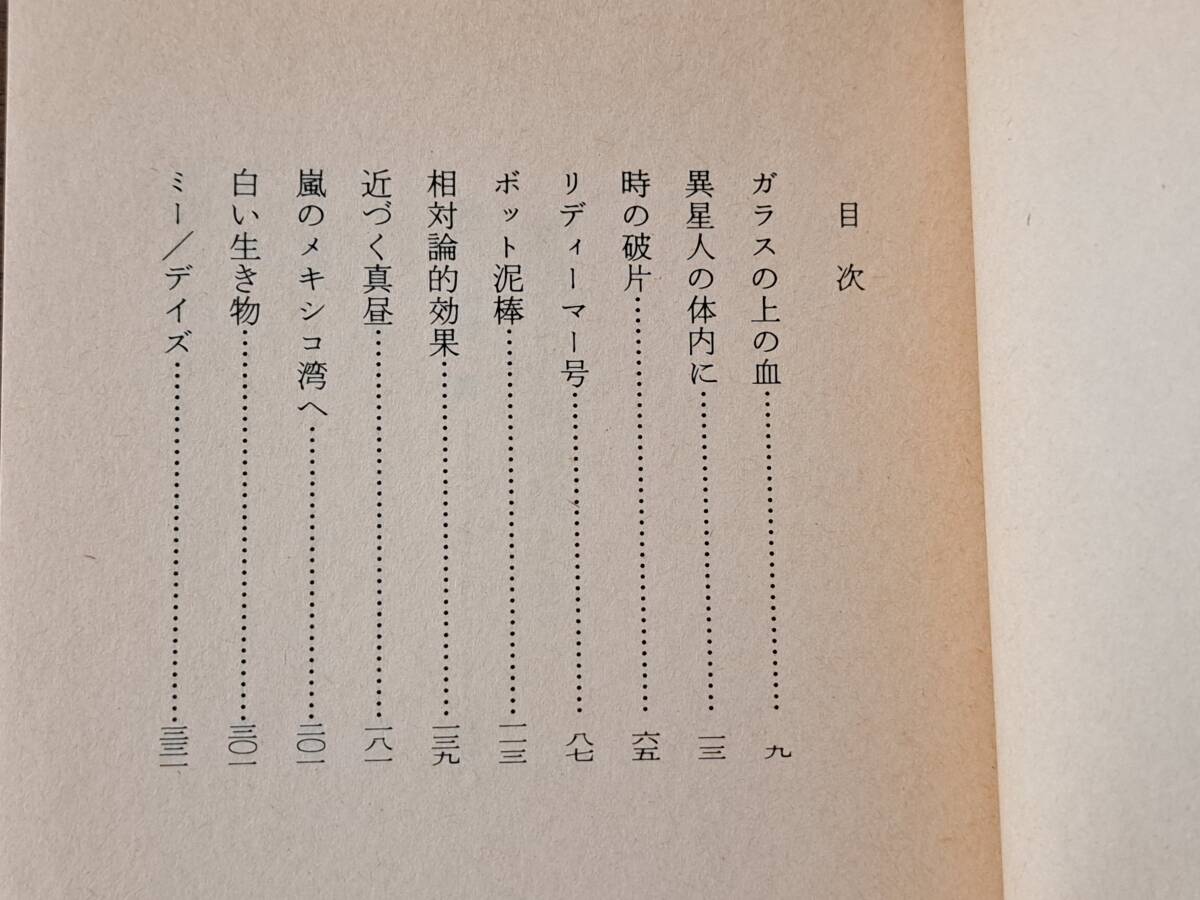 目次
ガラスの上の血………………………九
異星人の体内に………………………一三
時の破片………………………六五
リディーマー号………………………八七
ボット泥棒………………………一一三
相対論的効果………………………一三九
近づく真昼………………………一八一
嵐のメキシコ湾へ………………………二〇一
白い生き物………………………三〇一
ミー／デイズ………………………三三一